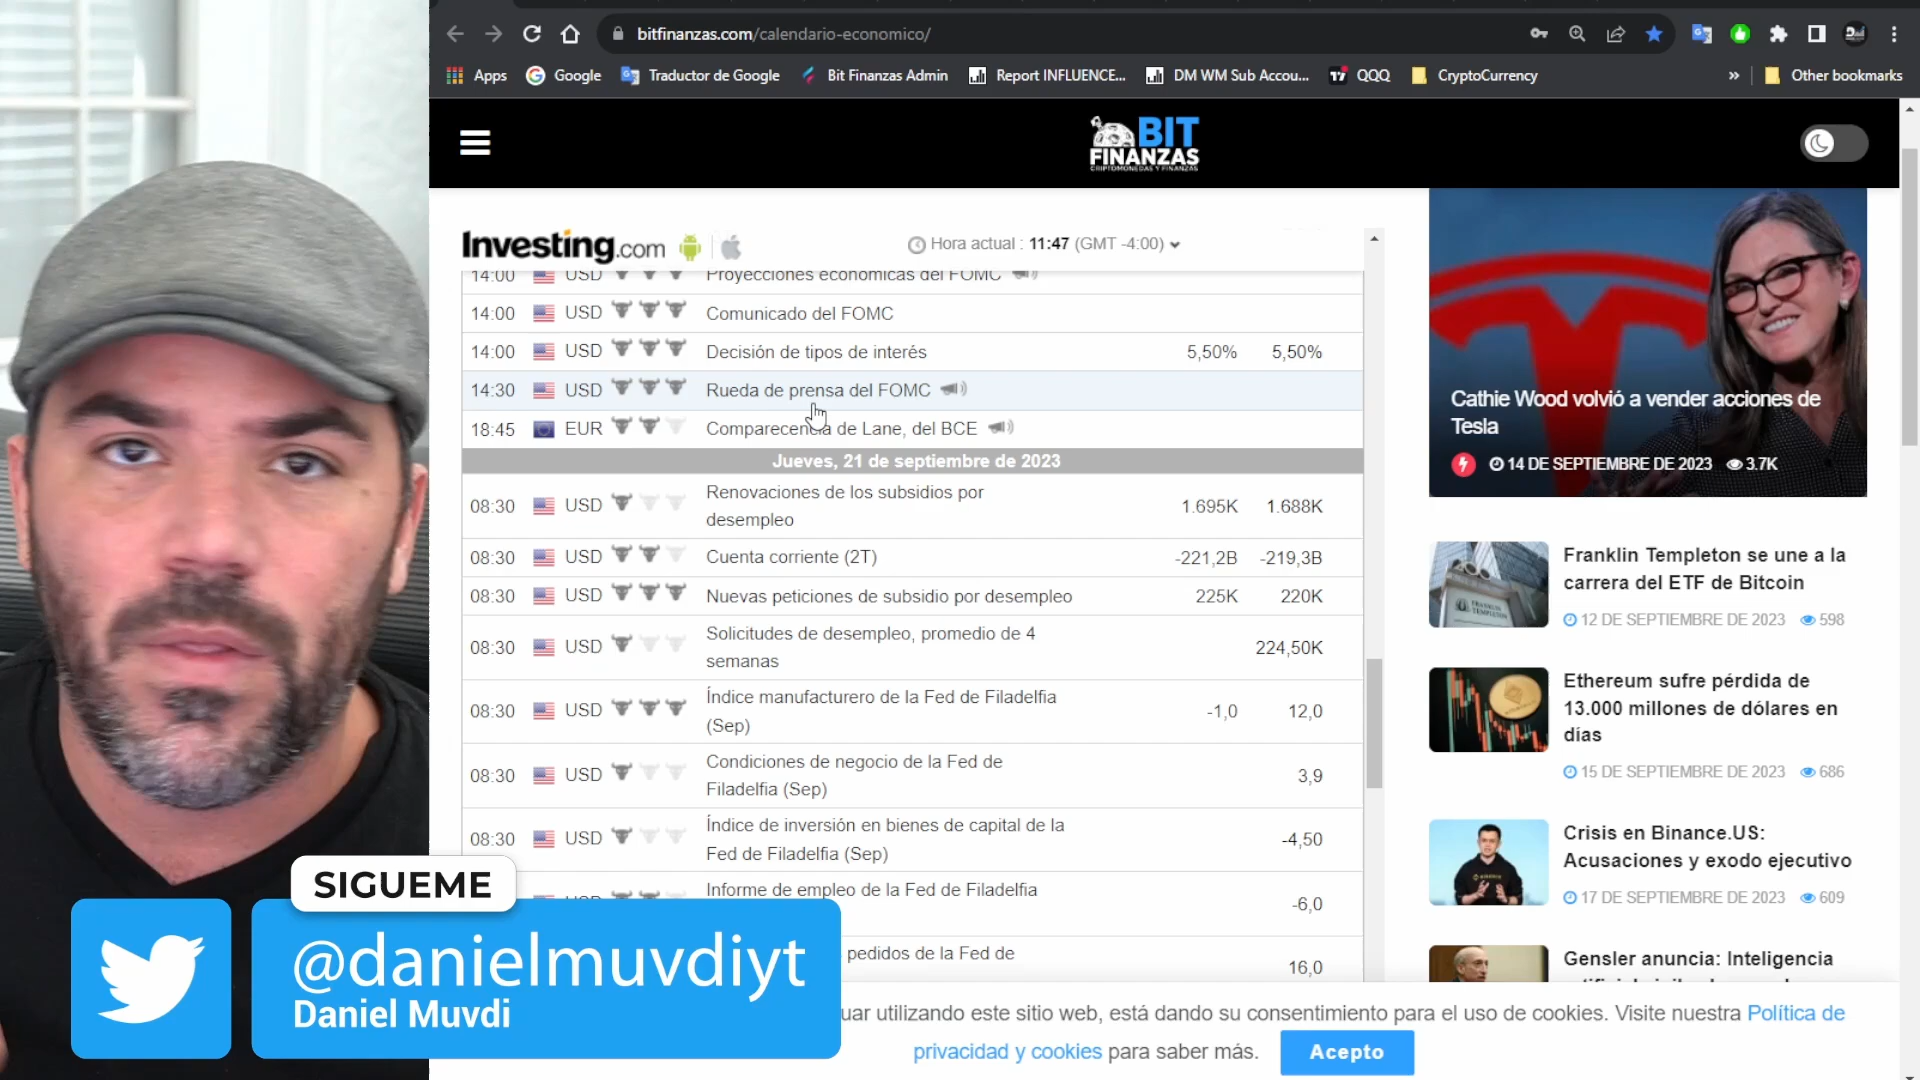 bitfinanzas.com/calendario-economico/
Apps
Google
Traductor de Google
Bit Finanzas Admin
Report INFLUENCE...
DM WM Sub Accou...
QQQ
CryptoCurrency
»
Other bookmarks
BIT
FINANZAS
CRIPTOMONEDAS Y FINANZAS
Investing.com
Hora actual : 11:47 (GMT -4:00)
14:00 USD Proyecciones económicas del FOMC
14:00 USD Comunicado del FOMC
14:00 USD Decisión de tipos de interés 5,50% 5,50%
14:30 USD Rueda de prensa del FOMC
18:45 EUR Comparecencia de Lane, del BCE
Jueves, 21 de septiembre de 2023
08:30 USD Renovaciones de los subsidios por
desempleo 1.695K 1.688K
08:30 USD Cuenta corriente (2T) -221,2B -219,3B
08:30 USD Nuevas peticiones de subsidio por desempleo 225K 220K
08:30 USD Solicitudes de desempleo, promedio de 4
semanas 224,50K
08:30 USD Índice manufacturero de la Fed de Filadelfia
(Sep) -1,0 12,0
08:30 USD Condiciones de negocio de la Fed de
Filadelfia (Sep) 3,9
08:30 USD Índice de inversión en bienes de capital de la
Fed de Filadelfia (Sep) -4,50
Informe de empleo de la Fed de Filadelfia
-6,0
pedidos de la Fed de
16,0
Cathie Wood volvió a vender acciones de
Tesla
14 DE SEPTIEMBRE DE 2023 3.7K
Franklin Templeton se une a la
carrera del ETF de Bitcoin
12 DE SEPTIEMBRE DE 2023 598
Ethereum sufre pérdida de
13.000 millones de dólares en
días
15 DE SEPTIEMBRE DE 2023 686
Crisis en Binance.US:
Acusaciones y exodo ejecutivo
17 DE SEPTIEMBRE DE 2023 609
Gensler anuncia: Inteligencia
uar utilizando este sitio web, está dando su consentimiento para el uso de cookies. Visite nuestra Política de
privacidad y cookies para saber más.
Acepto
SIGUEME
@danielmuvdiyt
Daniel Muvdi